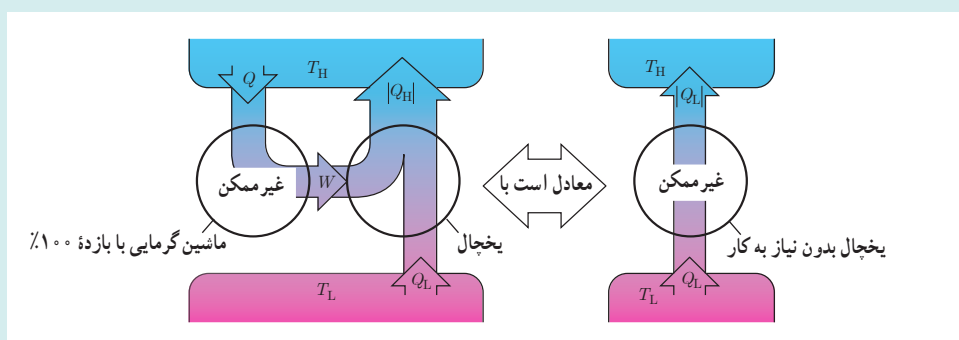 T_H
Q
|Q_H|
غیرممکن
W
ماشین گرمایی با بازدهٔ ۱۰۰٪
یخچال
T_L
Q_L
معادل است با
T_H
|Q_L|
غیرممکن
یخچال بدون نیاز به کار
T_L
Q_L